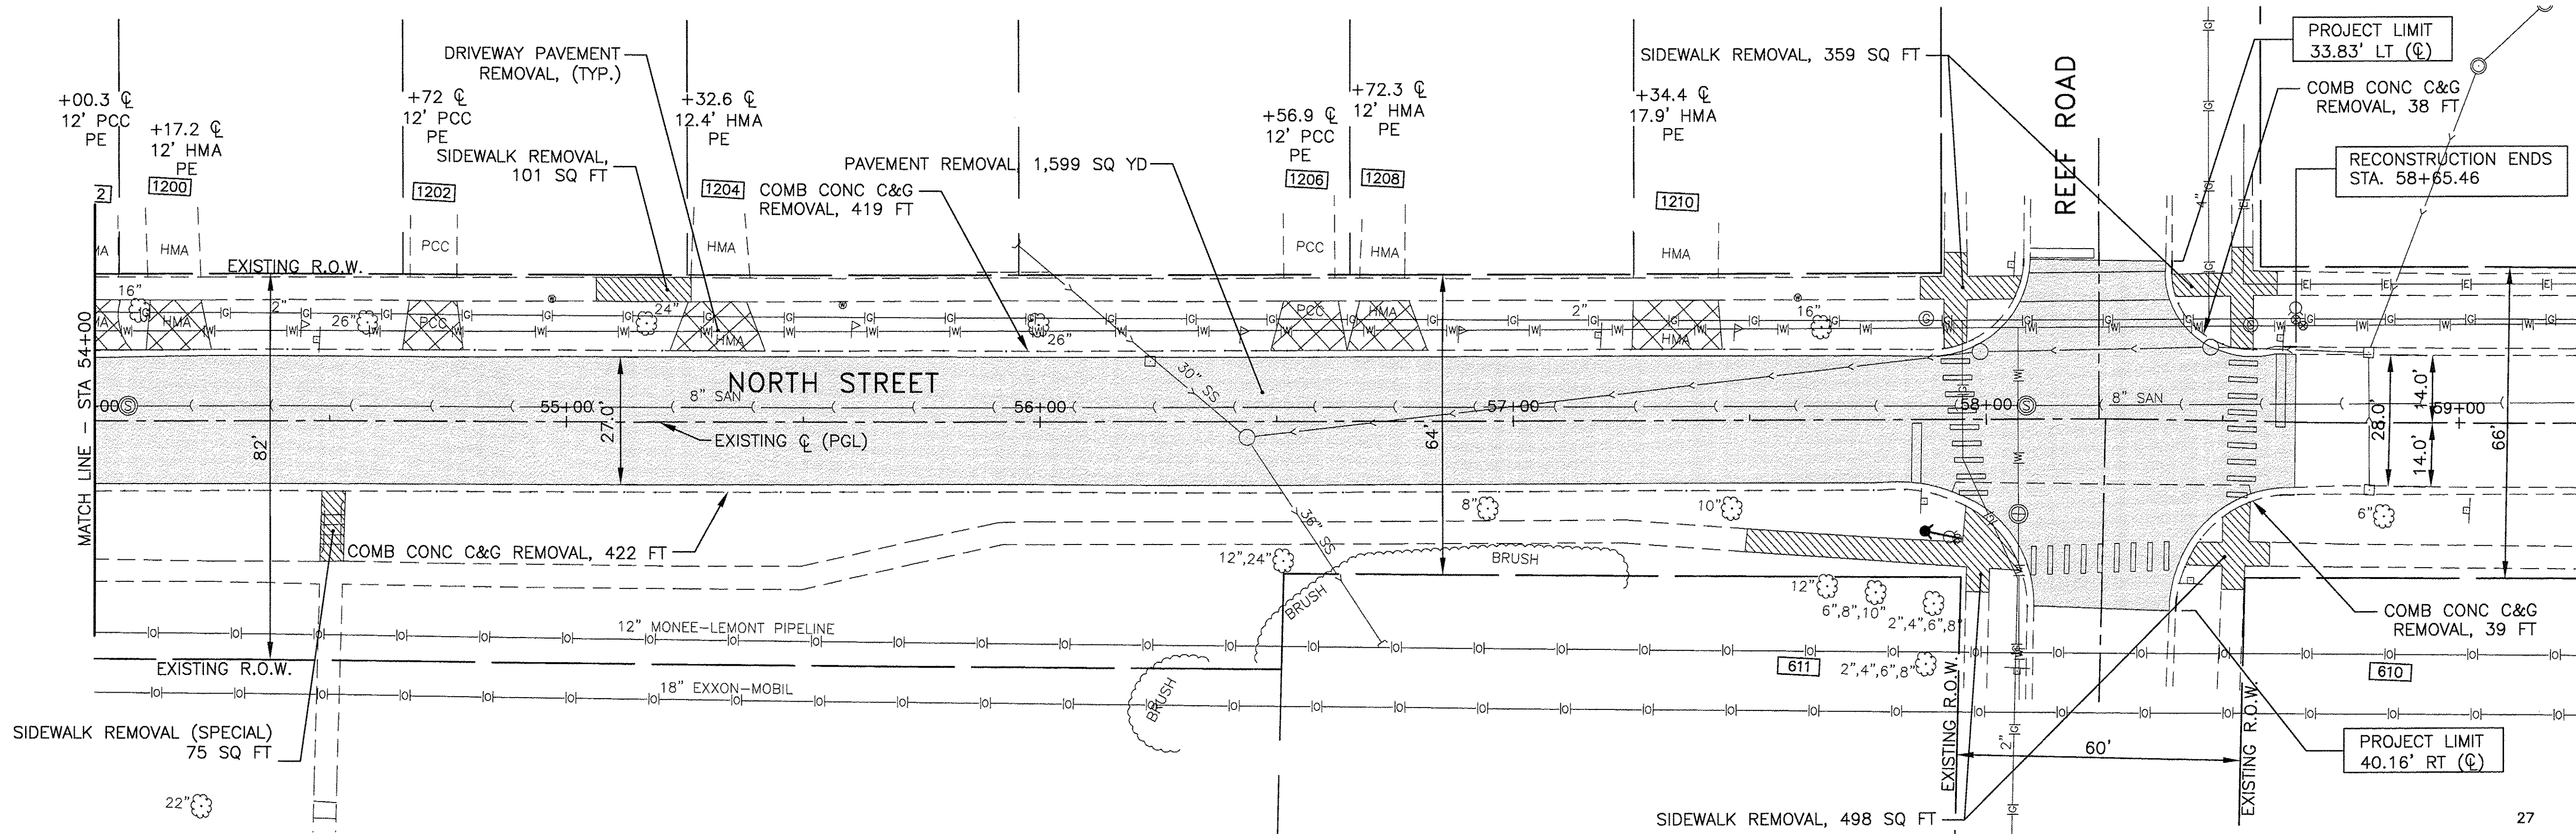 DRIVEWAY PAVEMENT
REMOVAL, (TYP.)
SIDEWALK REMOVAL, 359 SQ FT
PROJECT LIMIT
33.83' LT (℄)
COMB CONC C&G
REMOVAL, 38 FT
REEF ROAD
+00.3 ℄
12' PCC
PE
+17.2 ℄
12' HMA
PE
+72 ℄
12' PCC
PE
+32.6 ℄
12.4' HMA
PE
+56.9 ℄
12' PCC
PE
+72.3 ℄
12' HMA
PE
+34.4 ℄
17.9' HMA
PE
SIDEWALK REMOVAL,
101 SQ FT
PAVEMENT REMOVAL, 1,599 SQ YD
COMB CONC C&G
REMOVAL, 419 FT
RECONSTRUCTION ENDS
STA. 58+65.46
2
1200
1202
1204
1206
1208
1210
4"
HMA
PCC
HMA
PCC
HMA
HMA
EXISTING R.O.W.
16"
HMA
2"
26"
PCC
24"
HMA
26"
PCC
HMA
2"
HMA
16"
MATCH LINE - STA 54+00
NORTH STREET
30" SS
8" SAN
00
55+00
56+00
57+00
58+00
8" SAN
59+00
27.0'
EXISTING ℄ (PGL)
82'
64'
28.0'
14.0'
14.0'
66'
COMB CONC C&G REMOVAL, 422 FT
36" SS
8"
10"
6"
12",24"
BRUSH
BRUSH
12"
6",8",10"
2",4",6",8"
COMB CONC C&G
REMOVAL, 39 FT
12" MONEE-LEMONT PIPELINE
EXISTING R.O.W.
18" EXXON-MOBIL
BRUSH
611
2",4",6",8"
610
SIDEWALK REMOVAL (SPECIAL)
75 SQ FT
EXISTING R.O.W.
2"
60'
EXISTING R.O.W.
PROJECT LIMIT
40.16' RT (℄)
22"
SIDEWALK REMOVAL, 498 SQ FT
27